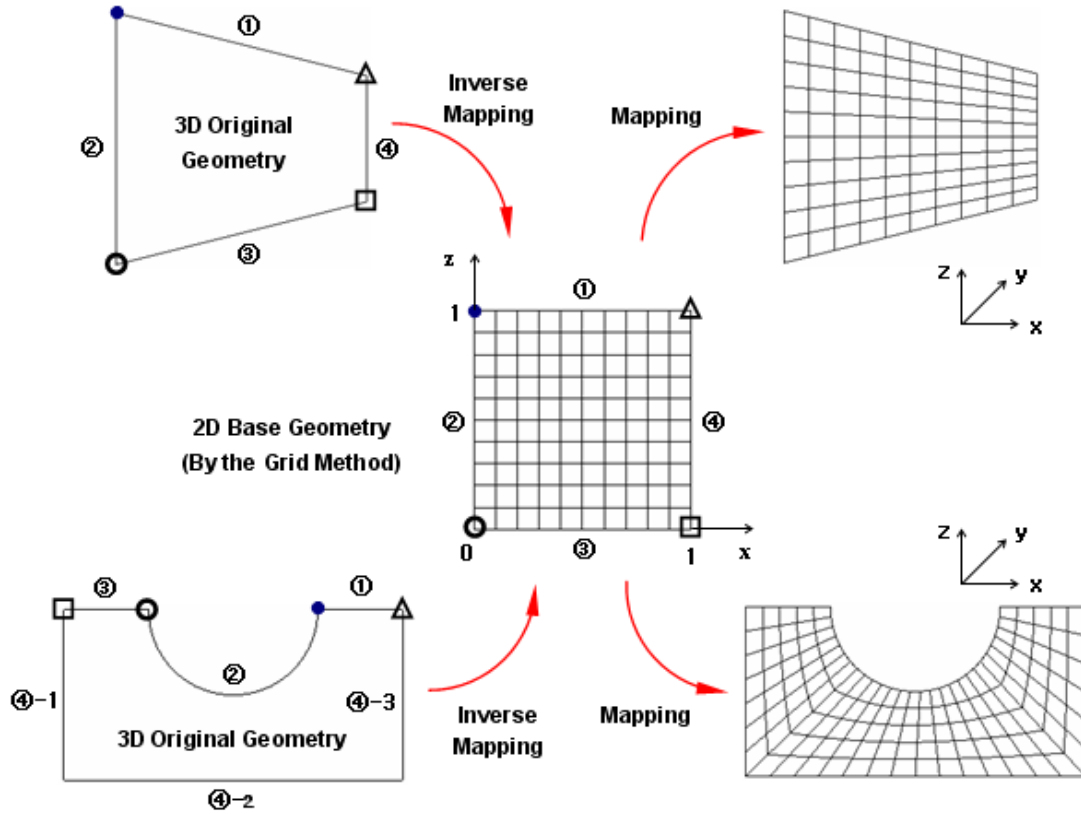 ①
②
3D Original
Geometry
④
③
Inverse
Mapping
Mapping
z
y
x
z
①
1
②
④
2D Base Geometry
(By the Grid Method)
0
③
1
x
z
y
x
③
①
②
④-1
④-3
3D Original Geometry
④-2
Inverse
Mapping
Mapping